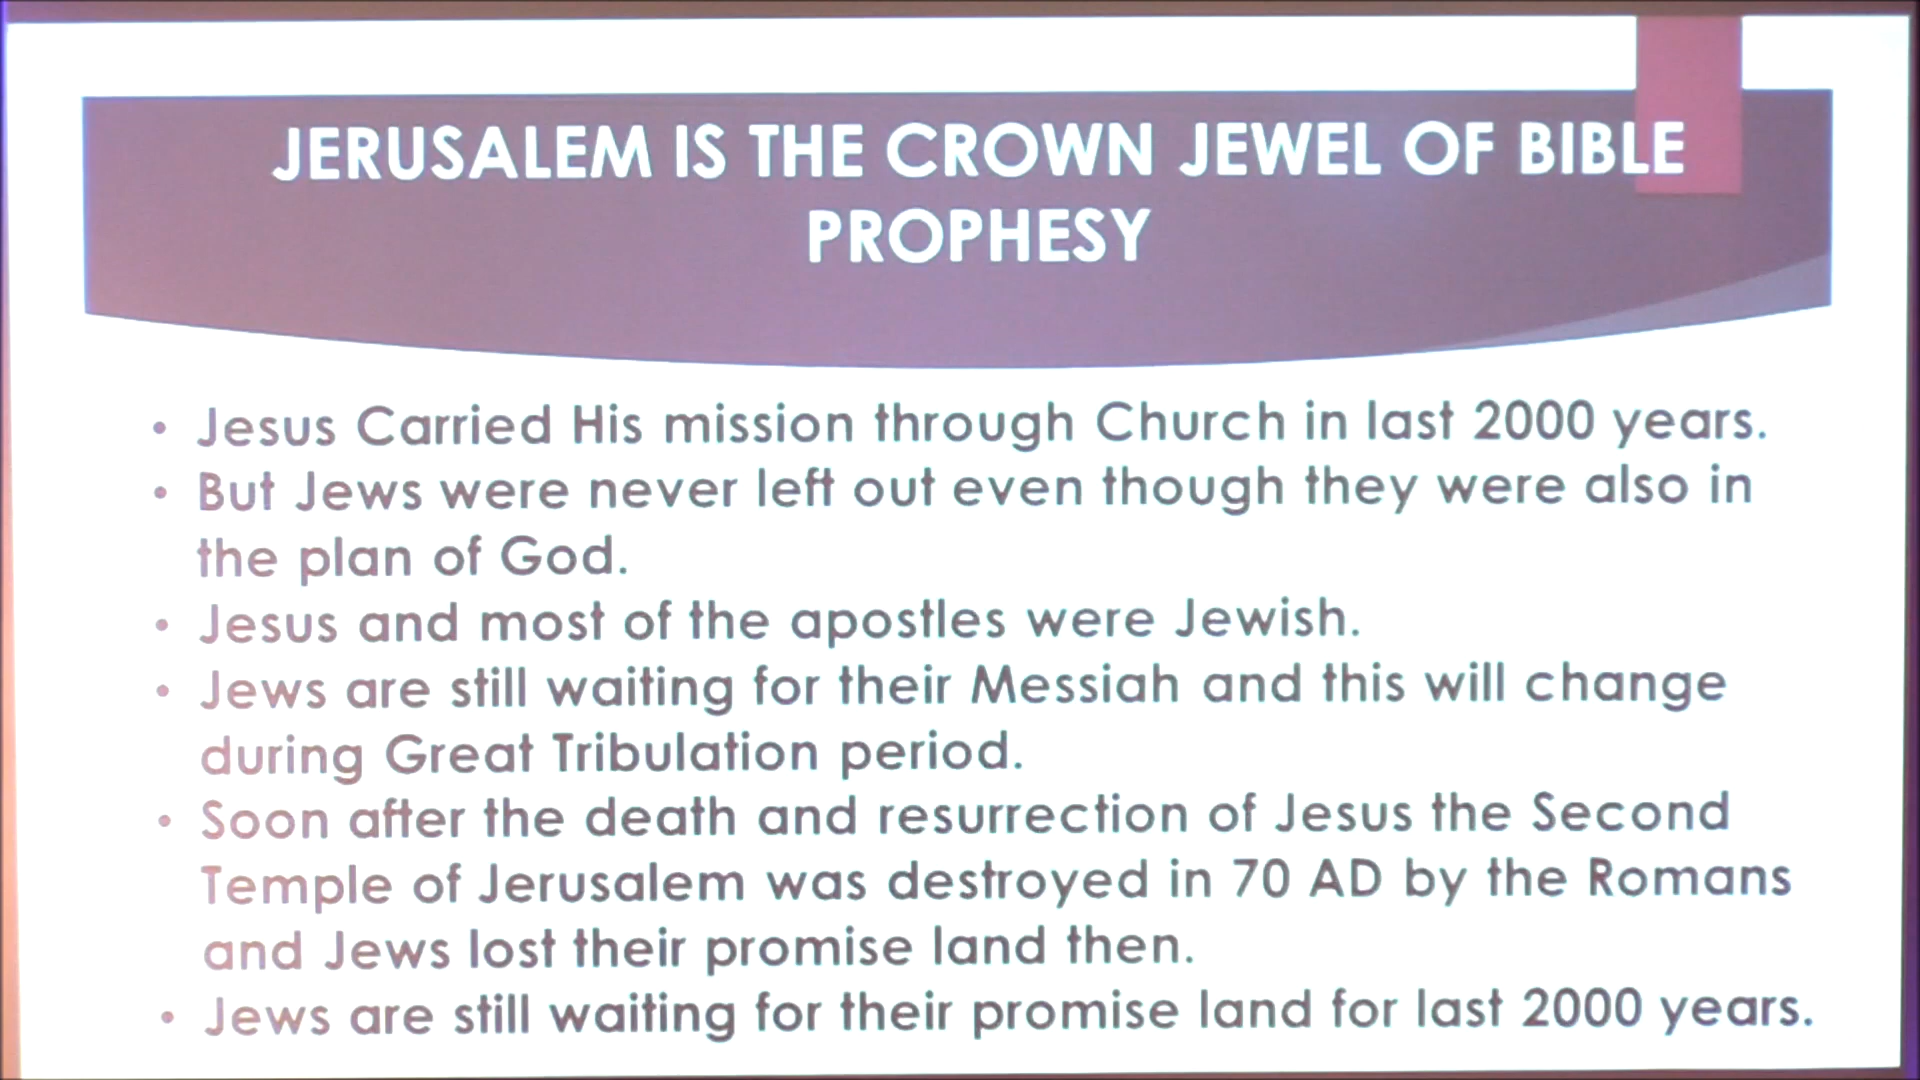 JERUSALEM IS THE CROWN JEWEL OF BIBLE
PROPHESY
• Jesus Carried His mission through Church in last 2000 years.
• But Jews were never left out even though they were also in
the plan of God.
• Jesus and most of the apostles were Jewish.
• Jews are still waiting for their Messiah and this will change
during Great Tribulation period.
• Soon after the death and resurrection of Jesus the Second
Temple of Jerusalem was destroyed in 70 AD by the Romans
and Jews lost their promise land then.
• Jews are still waiting for their promise land for last 2000 years.